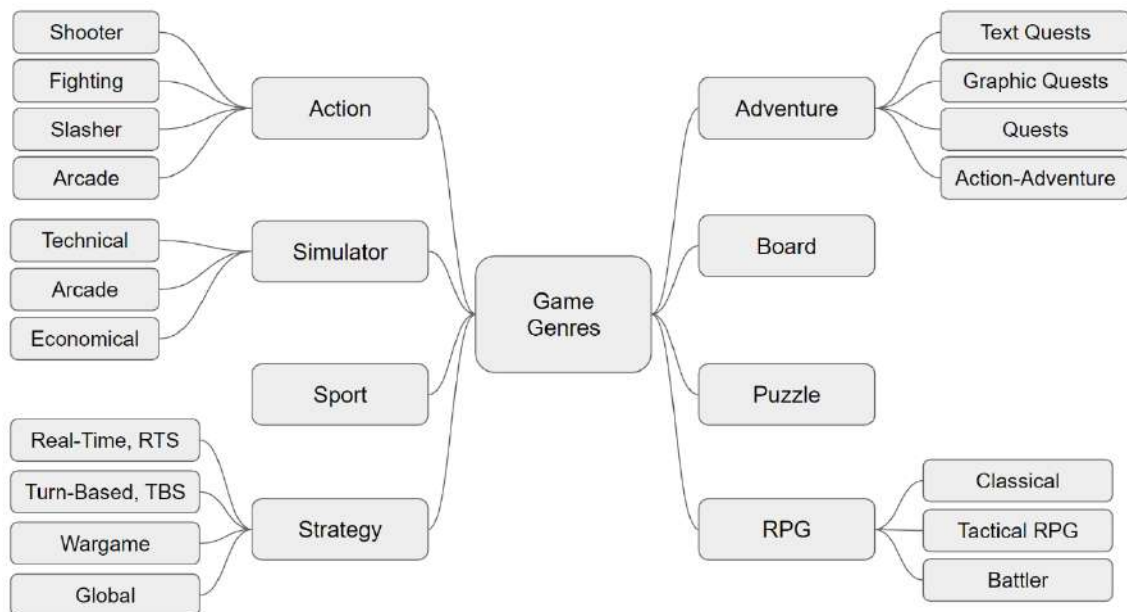 Shooter
Fighting
Slasher
Arcade
Action
Technical
Arcade
Economical
Simulator
Sport
Real-Time, RTS
Turn-Based, TBS
Wargame
Global
Strategy
Game
Genres
Adventure
Text Quests
Graphic Quests
Quests
Action-Adventure
Board
Puzzle
RPG
Classical
Tactical RPG
Battler